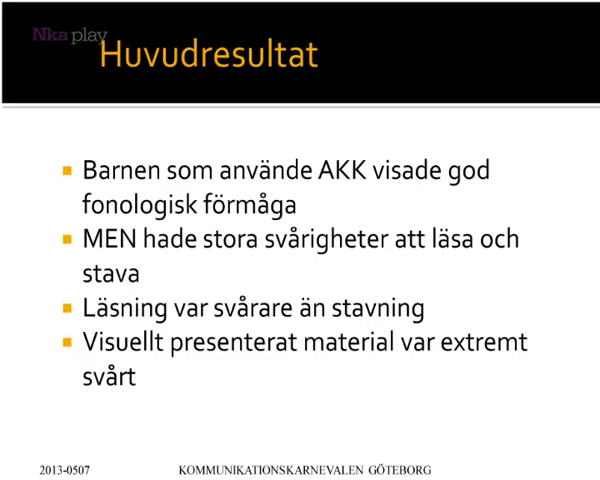 Nka play
Huvudresultat
Barnen som använde AKK visade god
fonologisk förmåga
MEN hade stora svårigheter att läsa och
stava
Läsning var svårare än stavning
Visuellt presenterat material var extremt
svårt
2013-0507 KOMMUNIKATIONSKARNEVALEN GÖTEBORG